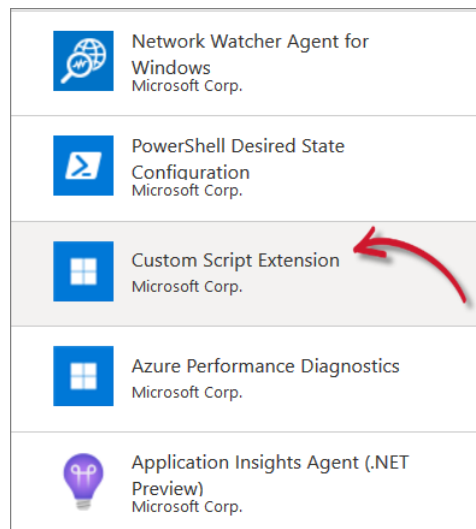 Network Watcher Agent for
Windows
Microsoft Corp.
PowerShell Desired State
Configuration
Microsoft Corp.
Custom Script Extension
Microsoft Corp.
Azure Performance Diagnostics
Microsoft Corp.
Application Insights Agent (.NET
Preview)
Microsoft Corp.